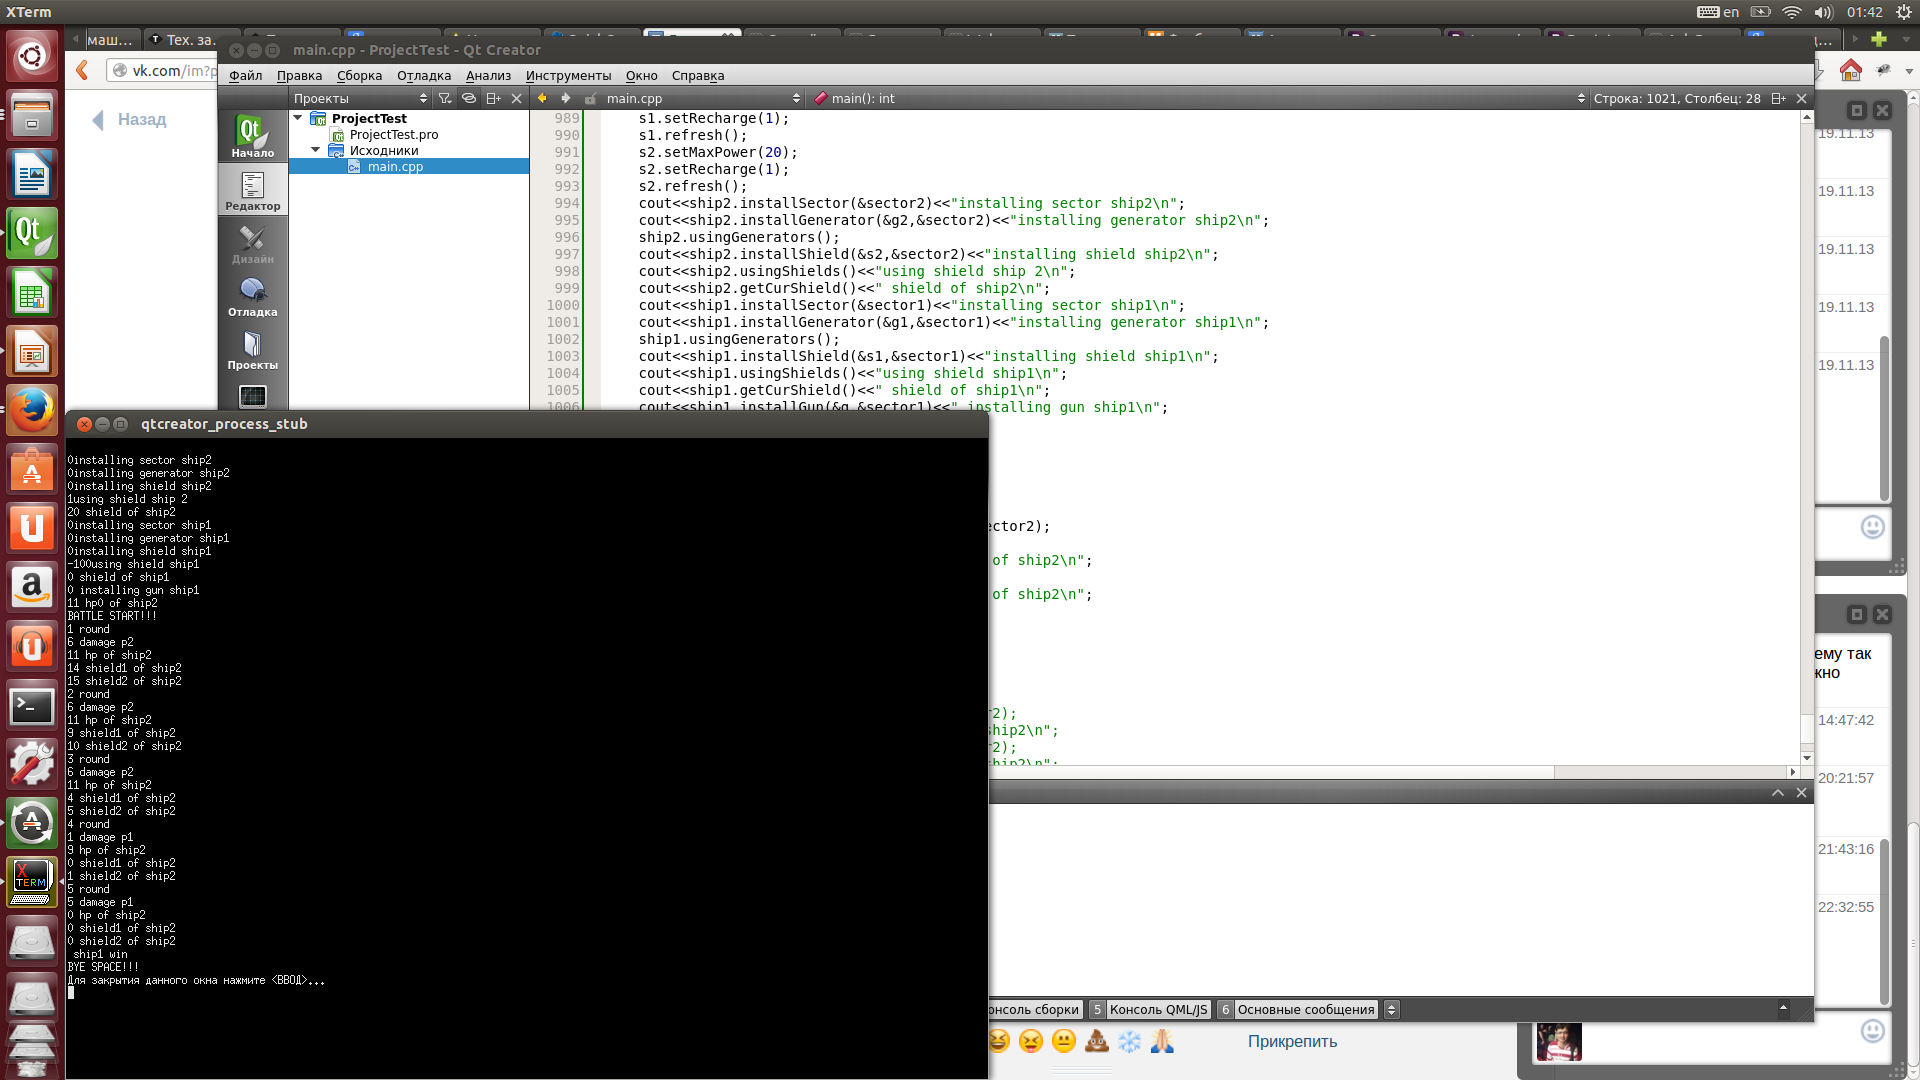 XTerm
en
01:42
маш...
Тех. за...
main.cpp - ProjectTest - Qt Creator
vk.com/im?p
Файл Правка Сборка Отладка Анализ Инструменты Окно Справка
Проекты
main.cpp
main(): int
Строка: 1021, Столбец: 28
Назад
Начало
Редактор
Дизайн
Отладка
Проекты
ProjectTest
ProjectTest.pro
Исходники
main.cpp
989 s1.setRecharge(1);
990 s1.refresh();
991 s2.setMaxPower(20);
992 s2.setRecharge(1);
993 s2.refresh();
994 cout<<ship2.installSector(&sector2)<<"installing sector ship2\n";
995 cout<<ship2.installGenerator(&g2,&sector2)<<"installing generator ship2\n";
996 ship2.usingGenerators();
997 cout<<ship2.installShield(&s2,&sector2)<<"installing shield ship2\n";
998 cout<<ship2.usingShields()<<"using shield ship 2\n";
999 cout<<ship2.getCurShield()<<" shield of ship2\n";
1000 cout<<ship1.installSector(&sector1)<<"installing sector ship1\n";
1001 cout<<ship1.installGenerator(&g1,&sector1)<<"installing generator ship1\n";
1002 ship1.usingGenerators();
1003 cout<<ship1.installShield(&s1,&sector1)<<"installing shield ship1\n";
1004 cout<<ship1.usingShields()<<"using shield ship1\n";
1005 cout<<ship1.getCurShield()<<" shield of ship1\n";
1006 cout<<ship1.installGun(&g,&sector1)<<" installing gun ship1\n";
ector2);
of ship2\n";
of ship2\n";
r2);
ship2\n";
r2);
ship2\n";
qtcreator_process_stub
0installing sector ship2
0installing generator ship2
0installing shield ship2
1using shield ship 2
20 shield of ship2
0installing sector ship1
0installing generator ship1
0installing shield ship1
-100using shield ship1
0 shield of ship1
0 installing gun ship1
11 hp0 of ship2
BATTLE START!!!
1 round
6 damage p2
11 hp of ship2
14 shield1 of ship2
15 shield2 of ship2
2 round
6 damage p2
11 hp of ship2
9 shield1 of ship2
10 shield2 of ship2
3 round
6 damage p2
11 hp of ship2
4 shield1 of ship2
5 shield2 of ship2
4 round
1 damage p1
9 hp of ship2
0 shield1 of ship2
1 shield2 of ship2
5 round
5 damage p1
0 hp of ship2
0 shield1 of ship2
0 shield2 of ship2
ship1 win
BYE SPACE!!!
Для закрытия данного окна нажмите <ВВОД>...
онсоль сборки
5 Консоль QML/JS
6 Основные сообщения
Прикрепить
19.11.13
19.11.13
19.11.13
19.11.13
19.11.13
ему так
жно
14:47:42
20:21:57
21:43:16
22:32:55